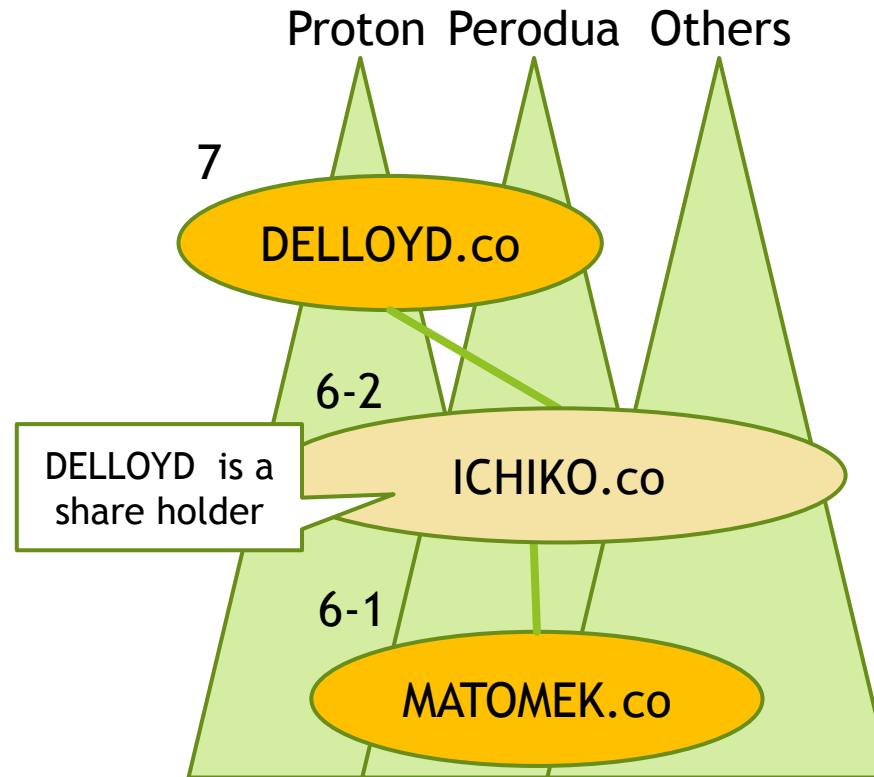 Proton Perodua Others
7
DELLOYD.co
6-2
DELLOYD is a
share holder
ICHIKO.co
6-1
MATOMEK.co